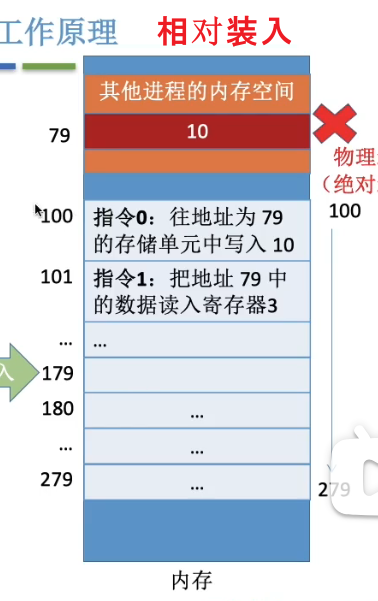 工作原理 相对装入
其他进程的内存空间
79
10
物理
（绝对
100
指令0：往地址为 79
的存储单元中写入 10
100
101
指令1：把地址 79 中
的数据读入寄存器3
...
...
入
179
180
...
...
...
279
...
279
内存